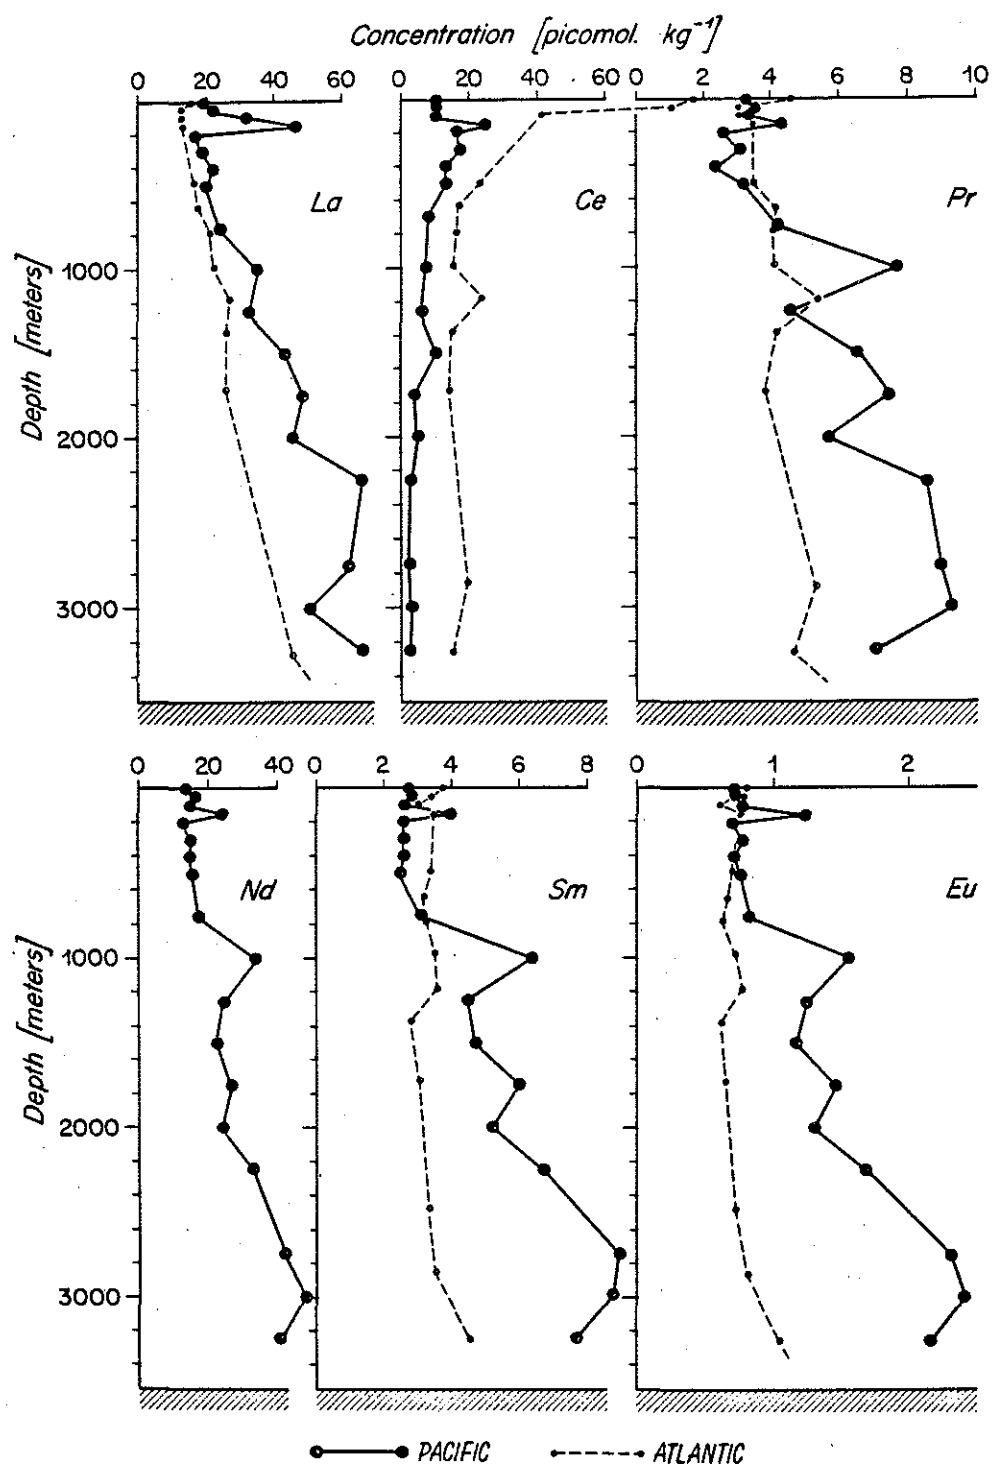 Concentration [picomol. kg⁻¹]
0 20 40 60 0 20 40 60 0 2 4 6 8 10
La Ce Pr
Depth [meters]
1000
2000
3000
0 20 40 0 2 4 6 8 0 1 2
Nd Sm Eu
Depth [meters]
1000
2000
3000
PACIFIC ATLANTIC